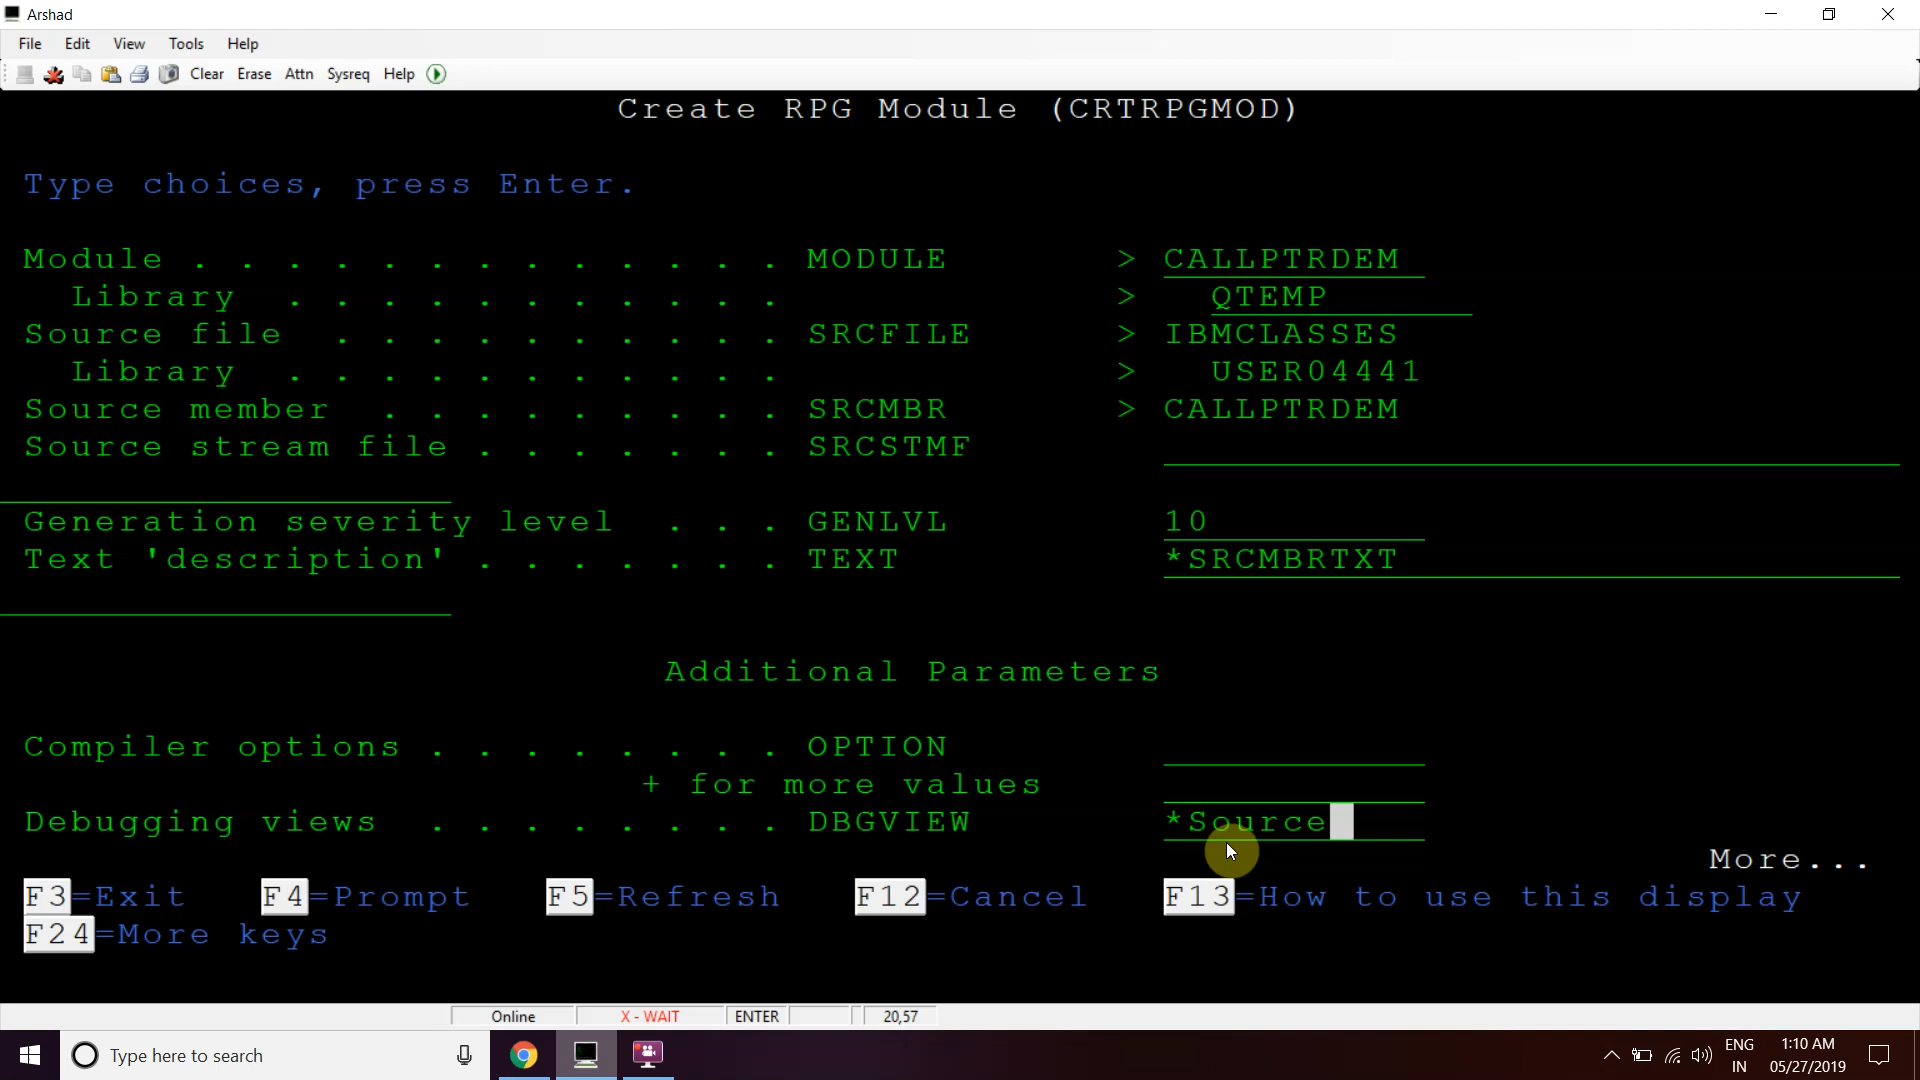 Arshad
File Edit View Tools Help
Clear Erase Attn Sysreq Help
Create RPG Module (CRTRPGMOD)
Type choices, press Enter.
Module . . . . . . . . . . . . . MODULE > CALLPTRDEM
Library . . . . . . . . . . . > QTEMP
Source file . . . . . . . . . . SRCFILE > IBMCLASSES
Library . . . . . . . . . . . > USER04441
Source member . . . . . . . . . SRCMBR > CALLPTRDEM
Source stream file . . . . . . . SRCSTMF
Generation severity level . . . GENLVL 10
Text 'description' . . . . . . . TEXT *SRCMBRTXT
Additional Parameters
Compiler options . . . . . . . . OPTION
+ for more values
Debugging views . . . . . . . . DBGVIEW *Source
More...
F3=Exit F4=Prompt F5=Refresh F12=Cancel F13=How to use this display
F24=More keys
Online X - WAIT ENTER 20,57
Type here to search ENG 1:10 AM
IN 05/27/2019